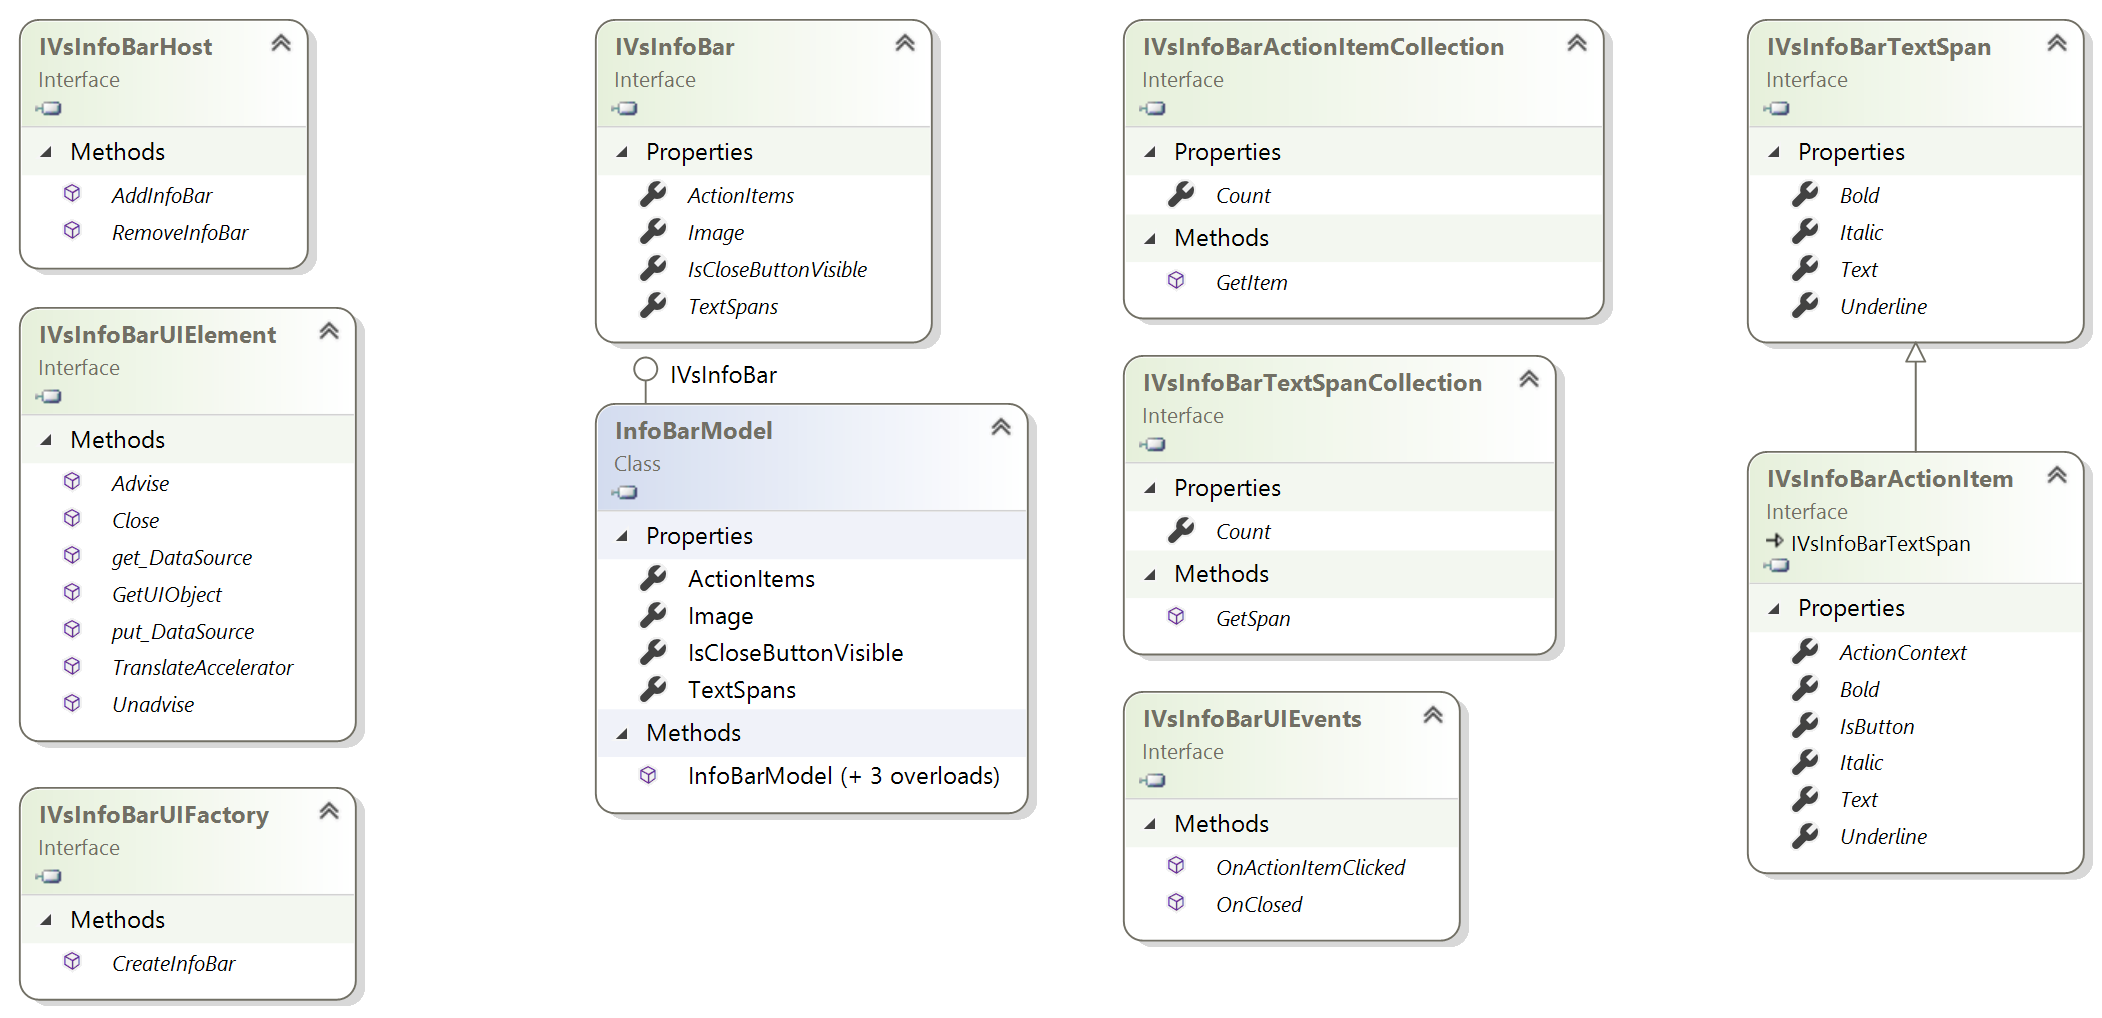 IVsInfoBarHost
Interface
Methods
AddInfoBar
RemoveInfoBar
IVsInfoBarUIElement
Interface
Methods
Advise
Close
get_DataSource
GetUIObject
put_DataSource
TranslateAccelerator
Unadvise
IVsInfoBarUIFactory
Interface
Methods
CreateInfoBar
IVsInfoBar
Interface
Properties
ActionItems
Image
IsCloseButtonVisible
TextSpans
IVsInfoBar
InfoBarModel
Class
Properties
ActionItems
Image
IsCloseButtonVisible
TextSpans
Methods
InfoBarModel (+ 3 overloads)
IVsInfoBarActionItemCollection
Interface
Properties
Count
Methods
GetItem
IVsInfoBarTextSpanCollection
Interface
Properties
Count
Methods
GetSpan
IVsInfoBarUIEvents
Interface
Methods
OnActionItemClicked
OnClosed
IVsInfoBarTextSpan
Interface
Properties
Bold
Italic
Text
Underline
IVsInfoBarActionItem
Interface
IVsInfoBarTextSpan
Properties
ActionContext
Bold
IsButton
Italic
Text
Underline